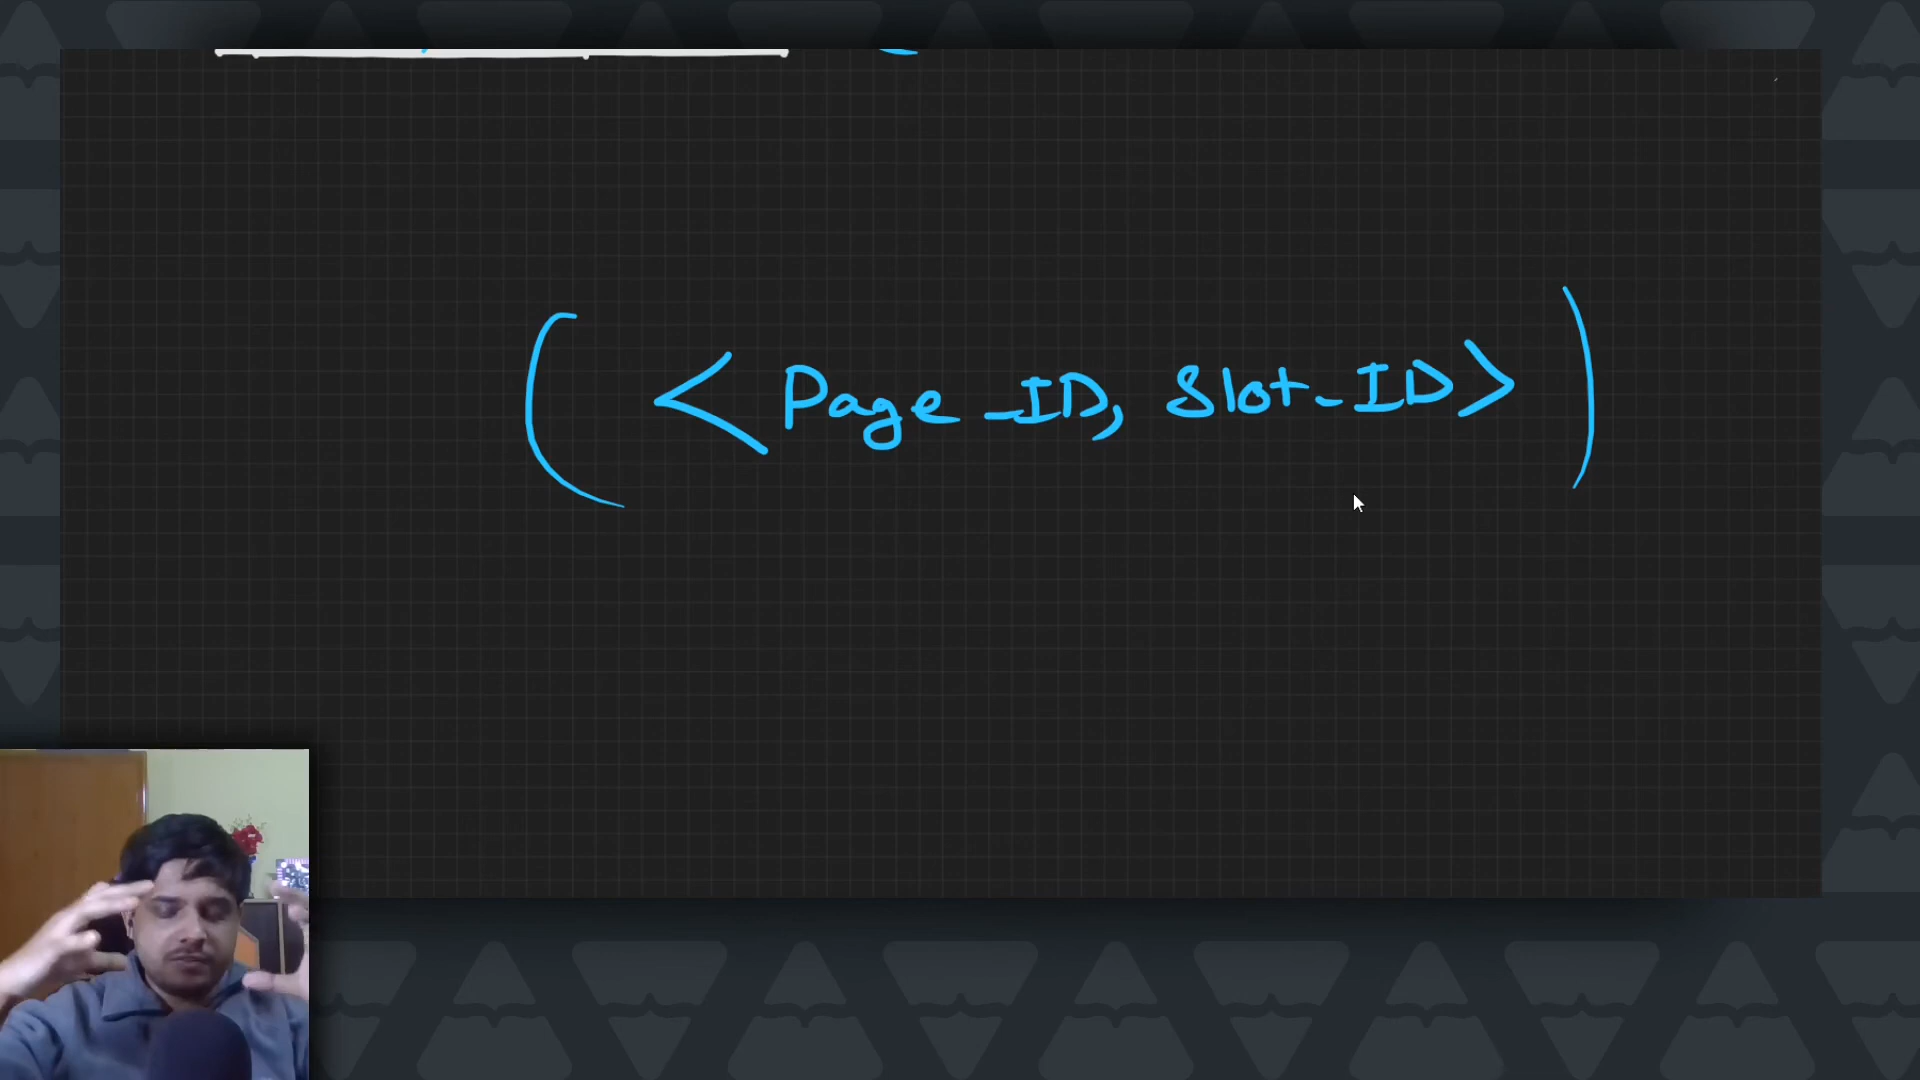 ( < Page_ID, Slot_ID> )